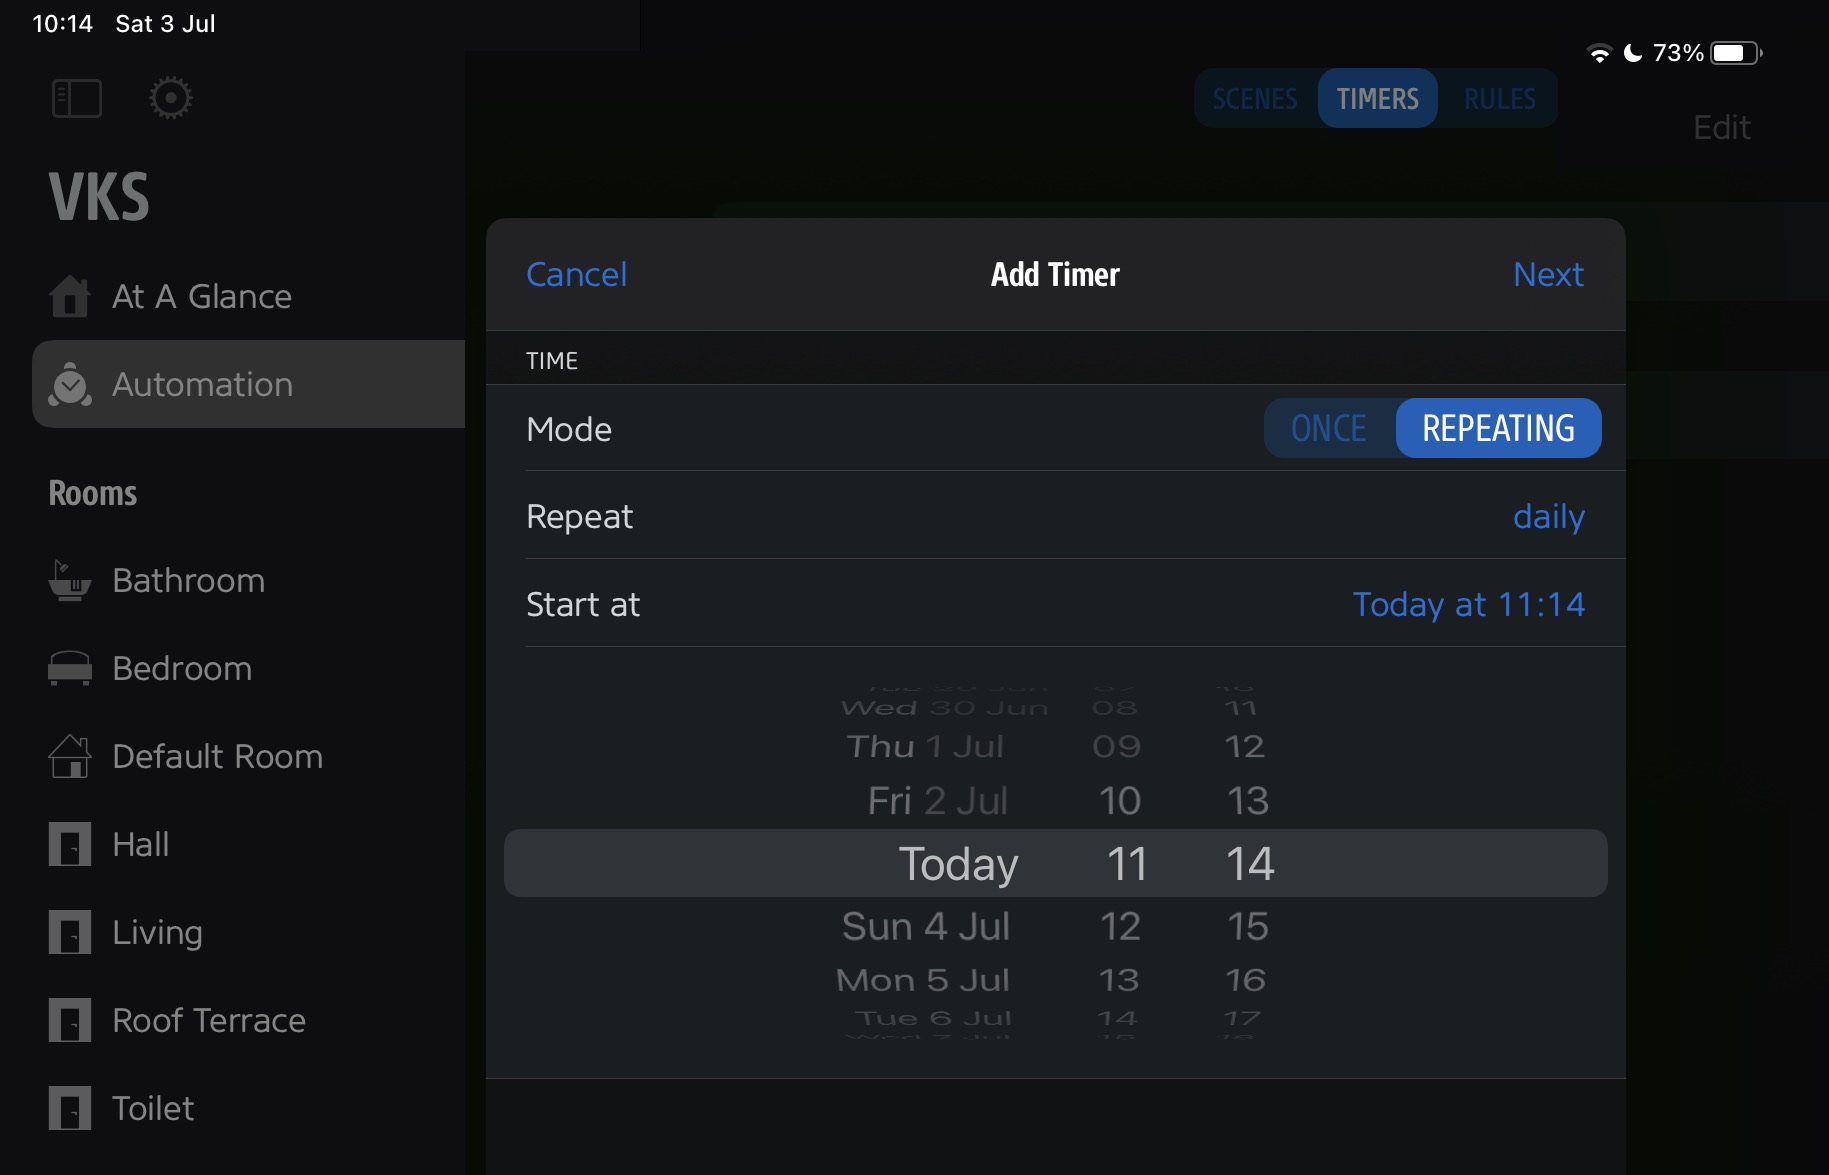 10:14 Sat 3 Jul
73%
SCENES TIMERS RULES
Edit
VKS
At A Glance
Automation
Rooms
Bathroom
Bedroom
Default Room
Hall
Living
Roof Terrace
Toilet
Cancel Add Timer Next
TIME
Mode ONCE REPEATING
Repeat daily
Start at Today at 11:14
Wed 30 Jun 08 11
Thu 1 Jul 09 12
Fri 2 Jul 10 13
Today 11 14
Sun 4 Jul 12 15
Mon 5 Jul 13 16
Tue 6 Jul 14 17